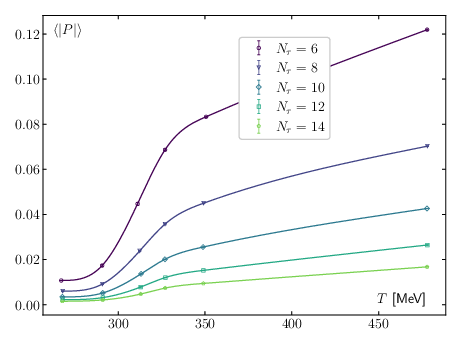 ⟨|P|⟩
0.12
0.10
0.08
0.06
0.04
0.02
0.00
N_τ = 6
N_τ = 8
N_τ = 10
N_τ = 12
N_τ = 14
T [MeV]
300 350 400 450